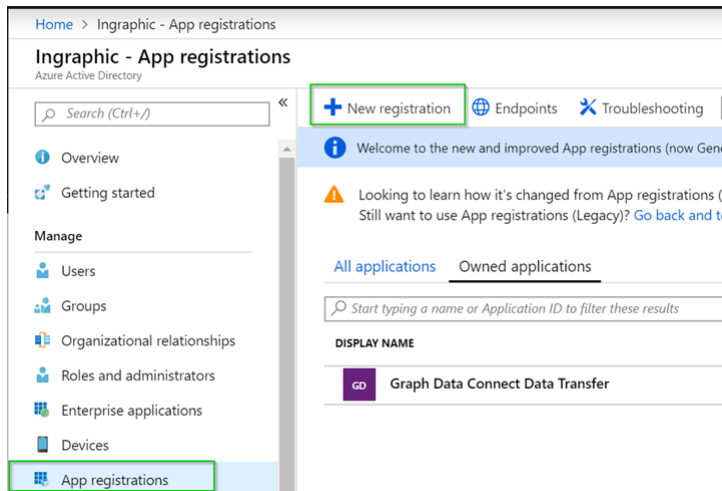 Home > Ingraphic - App registrations
Ingraphic - App registrations
Azure Active Directory
Search (Ctrl+/)
«
Overview
Getting started
Manage
Users
Groups
Organizational relationships
Roles and administrators
Enterprise applications
Devices
App registrations
New registration
Endpoints
Troubleshooting
Welcome to the new and improved App registrations (now Gene
Looking to learn how it's changed from App registrations (
Still want to use App registrations (Legacy)? Go back and t
All applications
Owned applications
Start typing a name or Application ID to filter these results
DISPLAY NAME
GD
Graph Data Connect Data Transfer